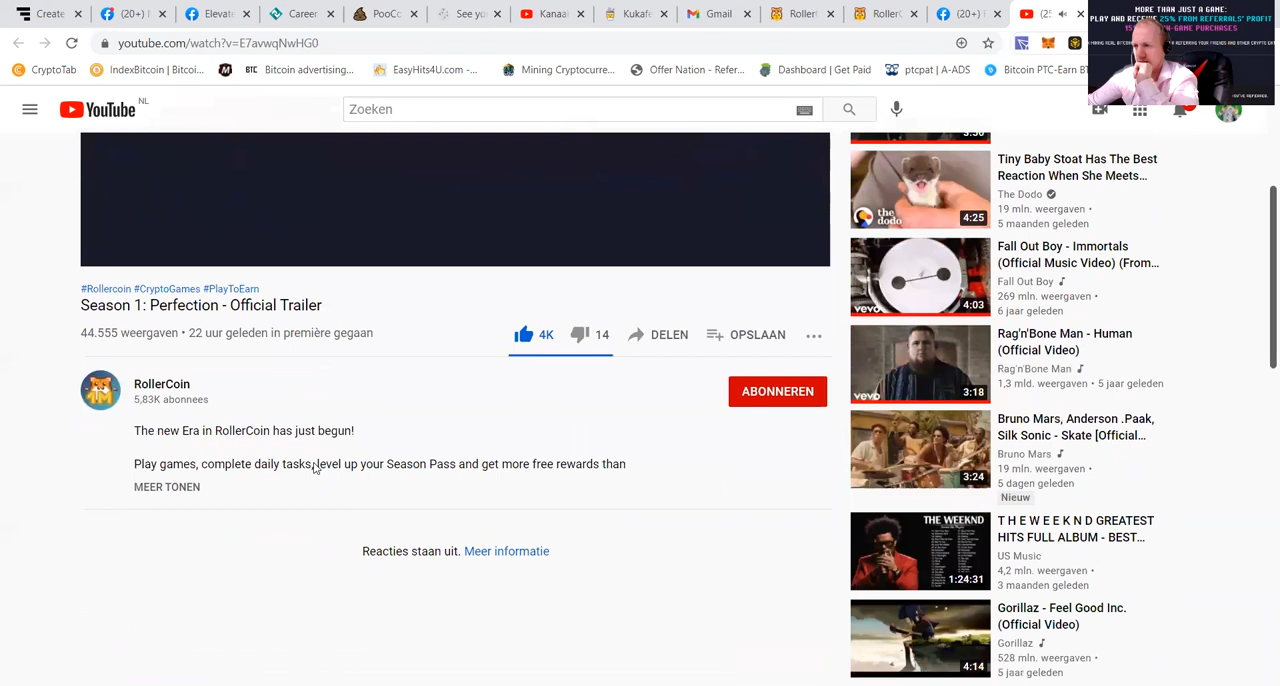 Create
(20+)
Elevate
Career
PooCo
See you
Kanaal
Kukafe
Gmail
RollerC
RollerC
(20+)
youtube.com/watch?v=E7avwqNwHG0
CryptoTab
IndexBitcoin | Bitcoi...
BTC Bitcoin advertising...
EasyHits4U.com -...
Mining Cryptocurre...
Offer Nation - Refer...
Dashboard | Get Paid
ptcpat | A-ADS
Bitcoin PTC-Earn
MORE THAN JUST A GAME:
PLAY AND RECEIVE 25% FROM REFERRALS' PROFIT
YouTube NL
Zoeken
3:36
Tiny Baby Stoat Has The Best
Reaction When She Meets...
The Dodo
19 mln. weergaven •
5 maanden geleden
the dodo
4:25
#Rollercoin #CryptoGames #PlayToEarn
Season 1: Perfection - Official Trailer
44.555 weergaven • 22 uur geleden in première gegaan
4K
14
DELEN
OPSLAAN
RollerCoin
5,83K abonnees
ABONNEREN
The new Era in RollerCoin has just begun!
Play games, complete daily tasks, level up your Season Pass and get more free rewards than
MEER TONEN
Reacties staan uit. Meer informatie
Fall Out Boy - Immortals
(Official Music Video) (From...
Fall Out Boy
269 mln. weergaven •
6 jaar geleden
vevo
4:03
Rag'n'Bone Man - Human
(Official Video)
Rag'n'Bone Man
1,3 mld. weergaven • 5 jaar geleden
vevo
3:18
Bruno Mars, Anderson .Paak,
Silk Sonic - Skate [Official...
Bruno Mars
19 mln. weergaven •
5 dagen geleden
Nieuw
3:24
THE WEEKND
T H E W E E K N D GREATEST
HITS FULL ALBUM - BEST...
US Music
4,2 mln. weergaven •
3 maanden geleden
1:24:31
Gorillaz - Feel Good Inc.
(Official Video)
Gorillaz
528 mln. weergaven •
5 jaar geleden
4:14